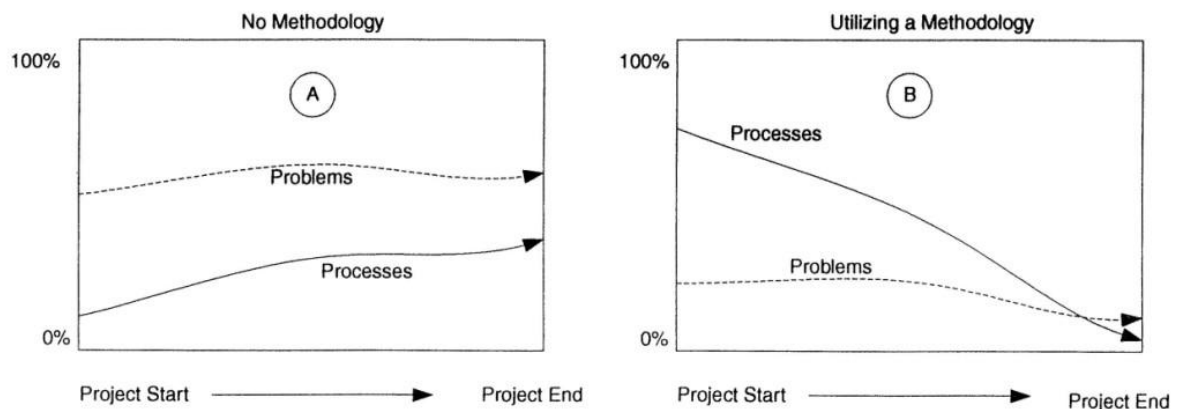 No Methodology
100%
A
Problems
Processes
0%
Project Start
Project End
Utilizing a Methodology
100%
B
Processes
Problems
0%
Project Start
Project End